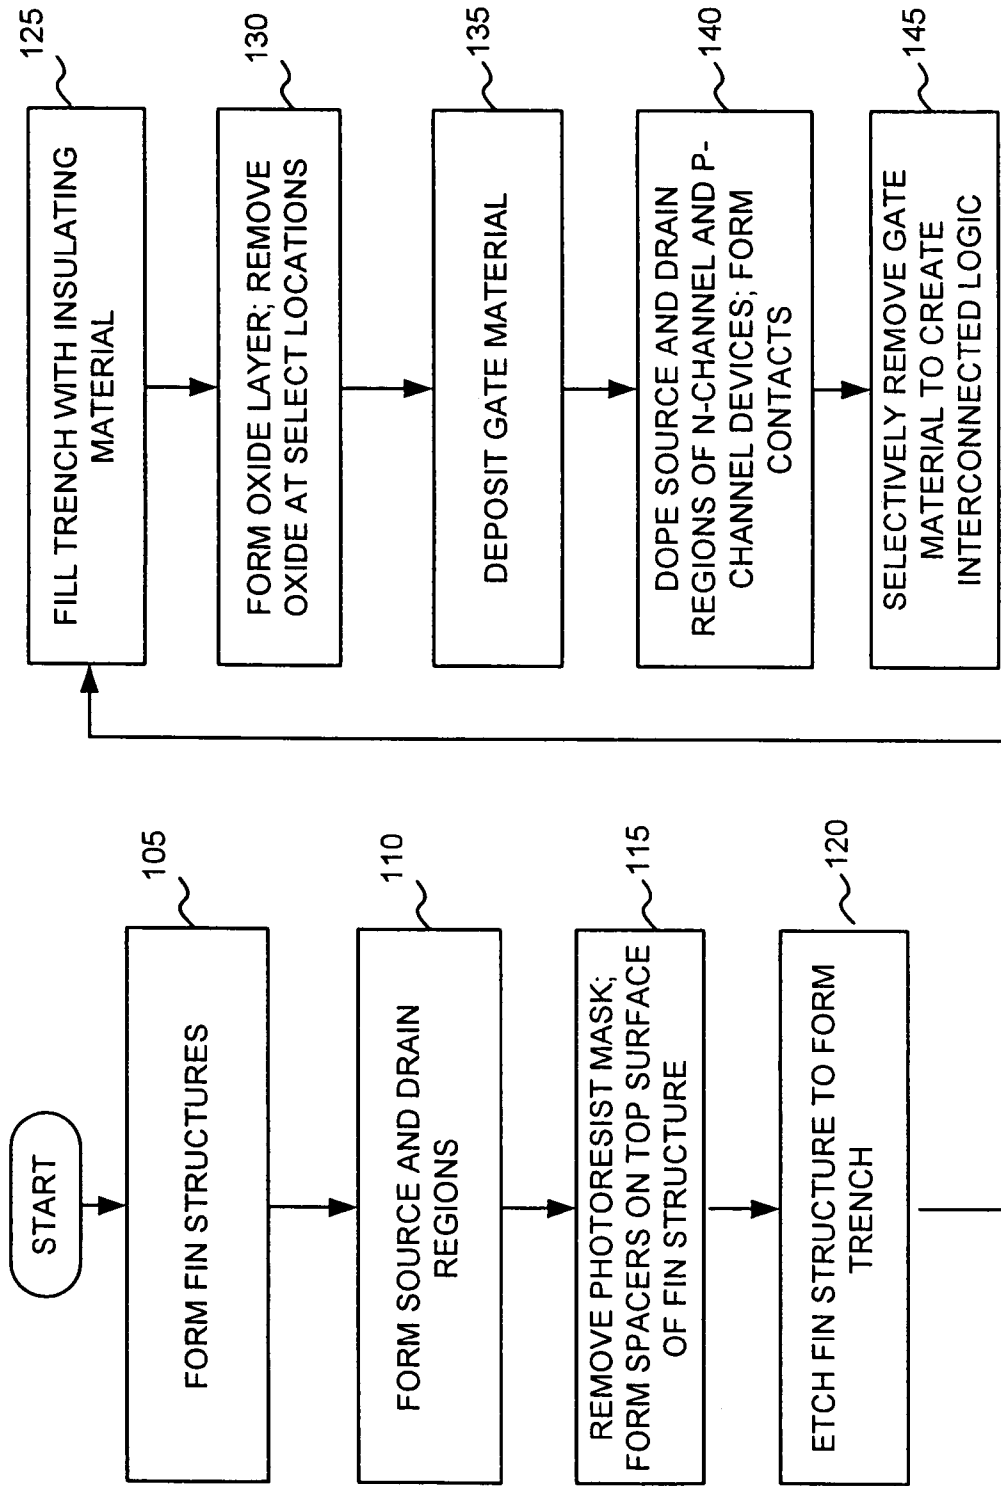 START
105
FORM FIN STRUCTURES
110
FORM SOURCE AND DRAIN
REGIONS
115
REMOVE PHOTORESIST MASK;
FORM SPACERS ON TOP SURFACE
OF FIN STRUCTURE
120
ETCH FIN STRUCTURE TO FORM
TRENCH
125
FILL TRENCH WITH INSULATING
MATERIAL
130
FORM OXIDE LAYER; REMOVE
OXIDE AT SELECT LOCATIONS
135
DEPOSIT GATE MATERIAL
140
DOPE SOURCE AND DRAIN
REGIONS OF N-CHANNEL AND P-
CHANNEL DEVICES; FORM
CONTACTS
145
SELECTIVELY REMOVE GATE
MATERIAL TO CREATE
INTERCONNECTED LOGIC